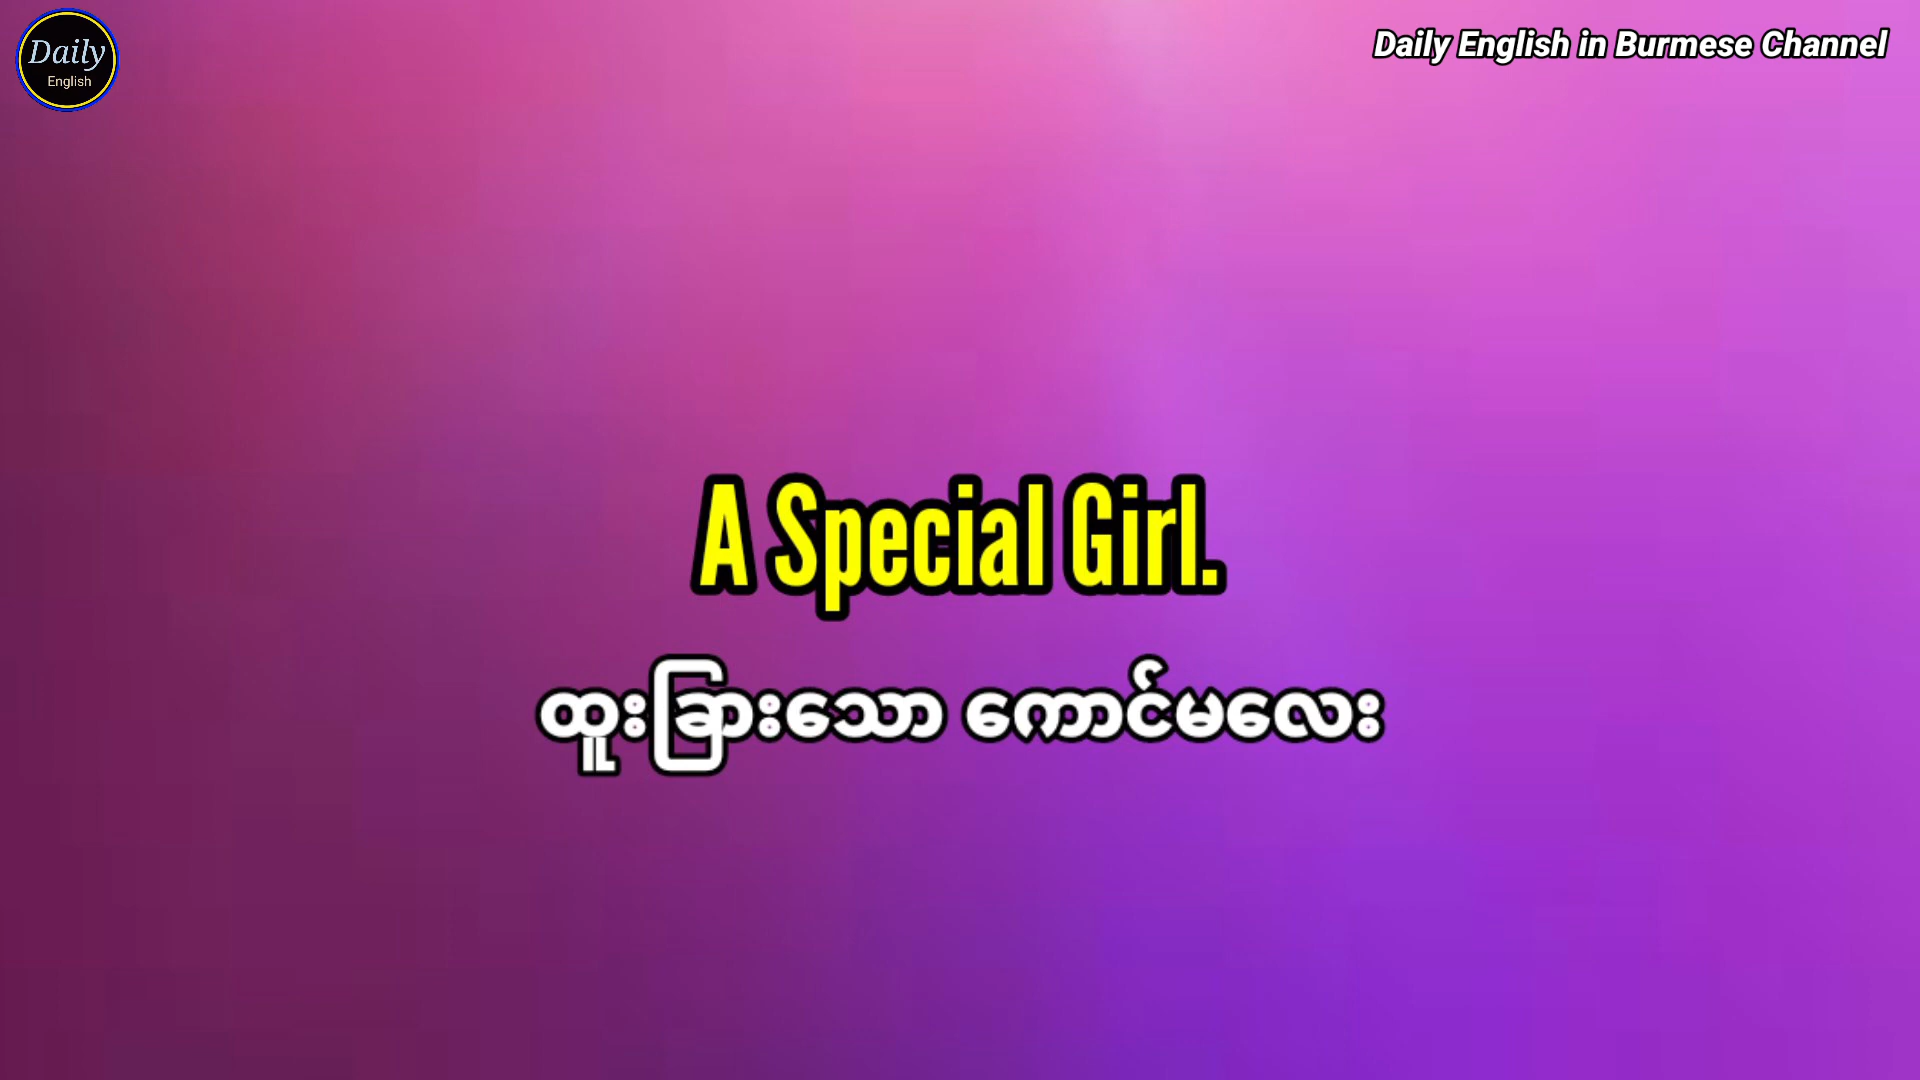 Daily
English
Daily English in Burmese Channel
A Special Girl.
ထူးခြားသော ကောင်မလေး